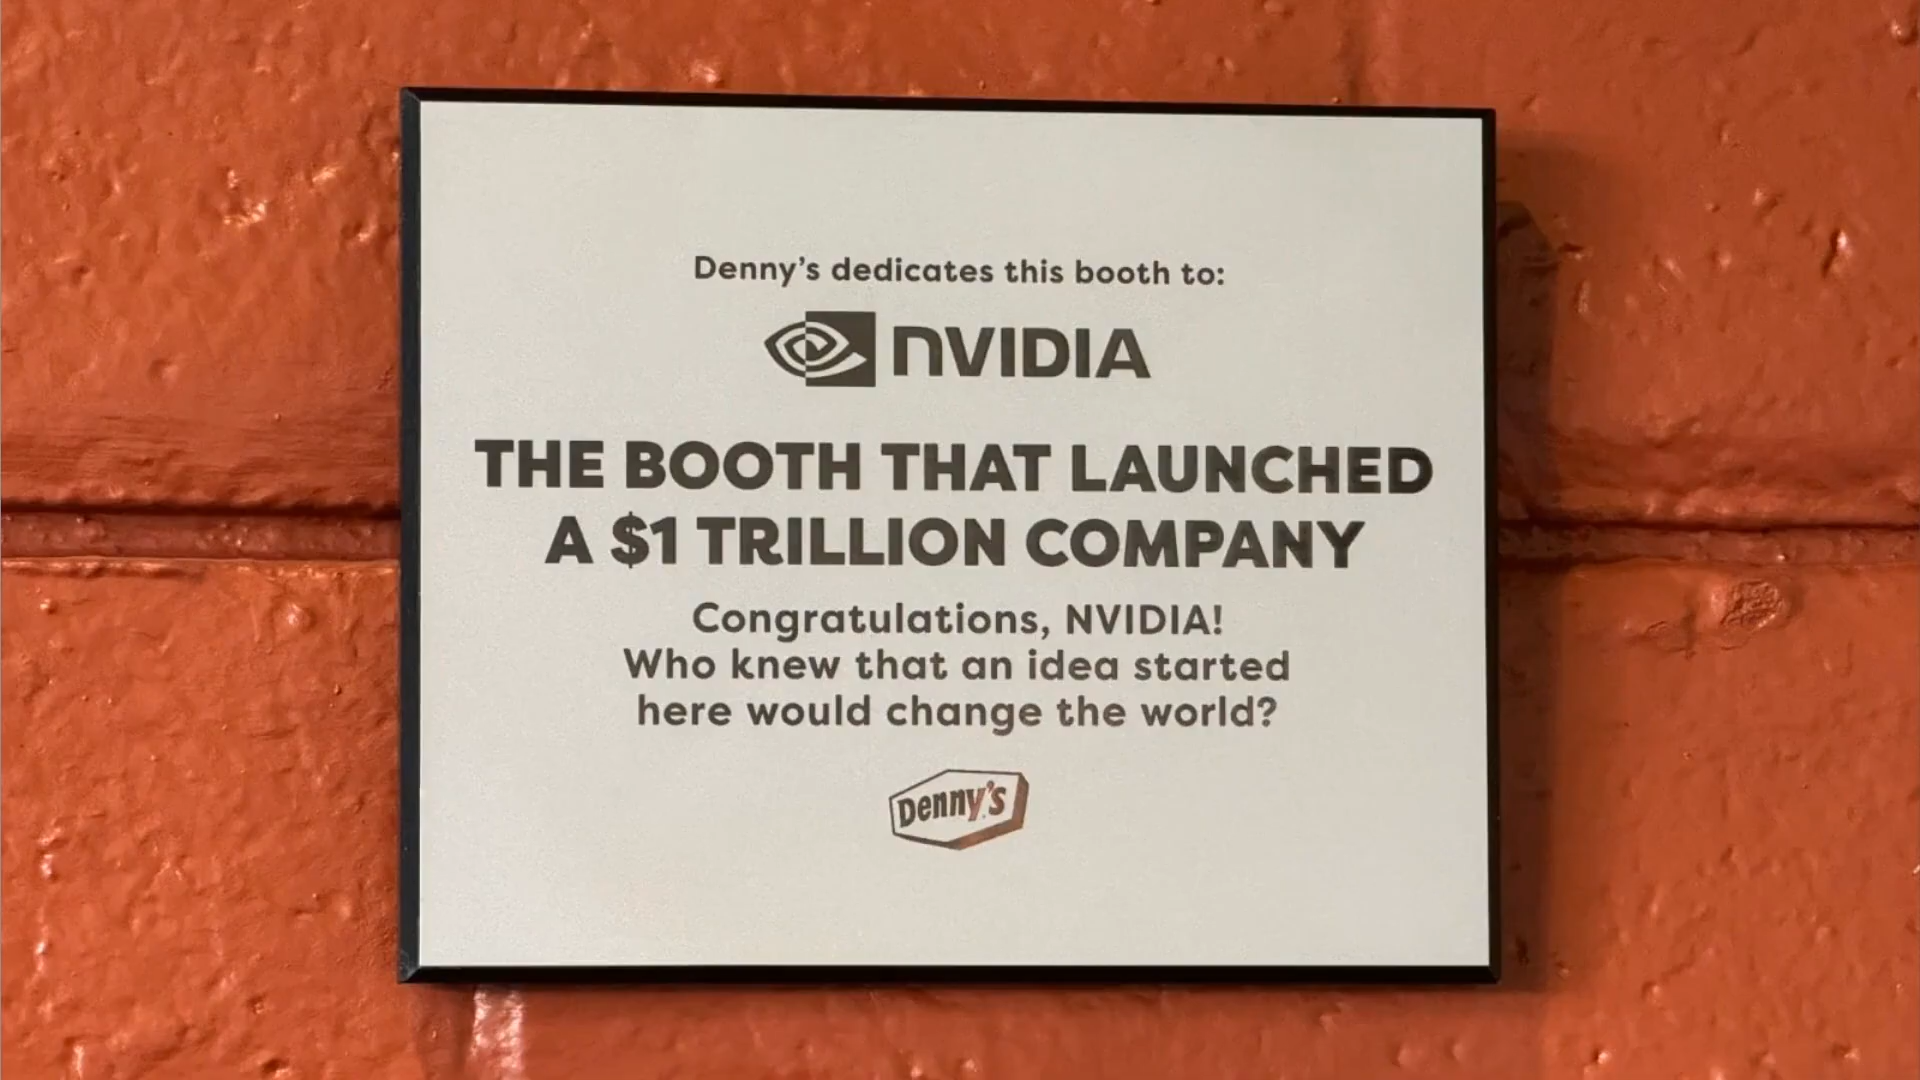 Denny's dedicates this booth to:
NVIDIA
THE BOOTH THAT LAUNCHED
A $1 TRILLION COMPANY
Congratulations, NVIDIA!
Who knew that an idea started
here would change the world?
Denny's